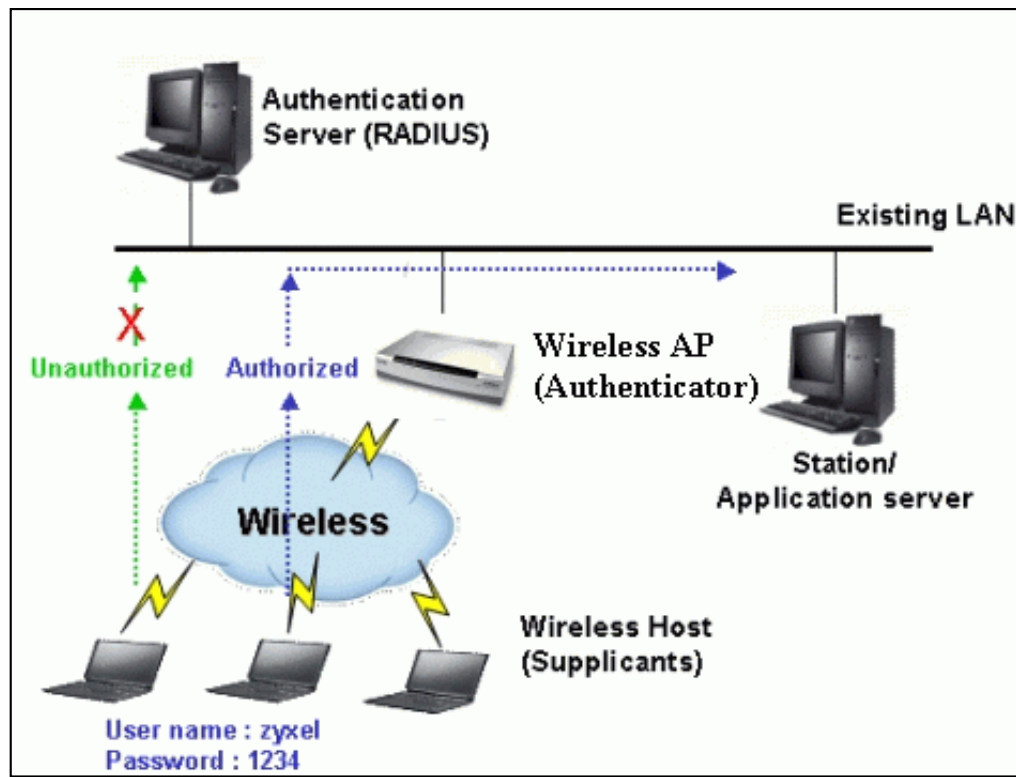 Authentication
Server (RADIUS)
Existing LAN
X
Unauthorized
Authorized
Wireless AP
(Authenticator)
Station/
Application server
Wireless
Wireless Host
(Supplicants)
User name : zyxel
Password : 1234